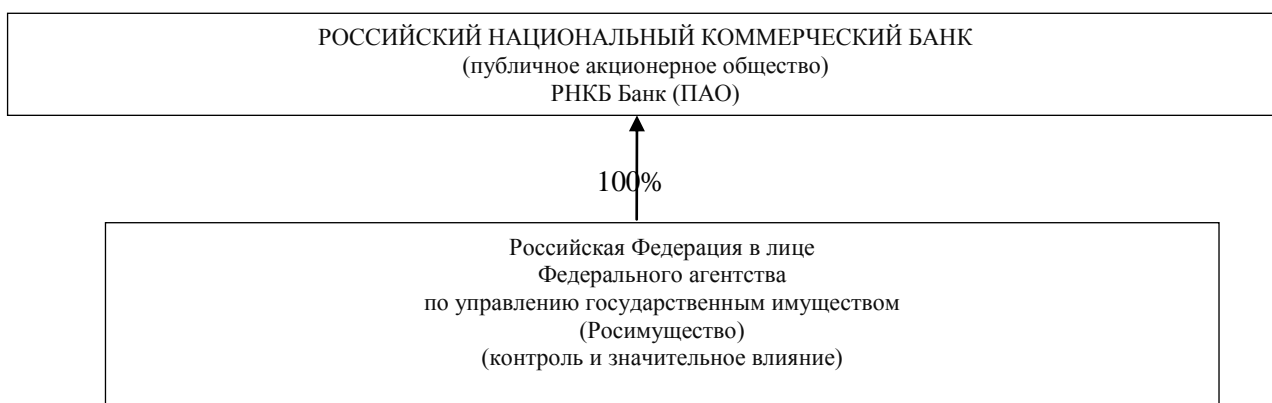 РОССИЙСКИЙ НАЦИОНАЛЬНЫЙ КОММЕРЧЕСКИЙ БАНК
(публичное акционерное общество)
РНКБ Банк (ПАО)
100%
Российская Федерация в лице
Федерального агентства
по управлению государственным имуществом
(Росимущество)
(контроль и значительное влияние)